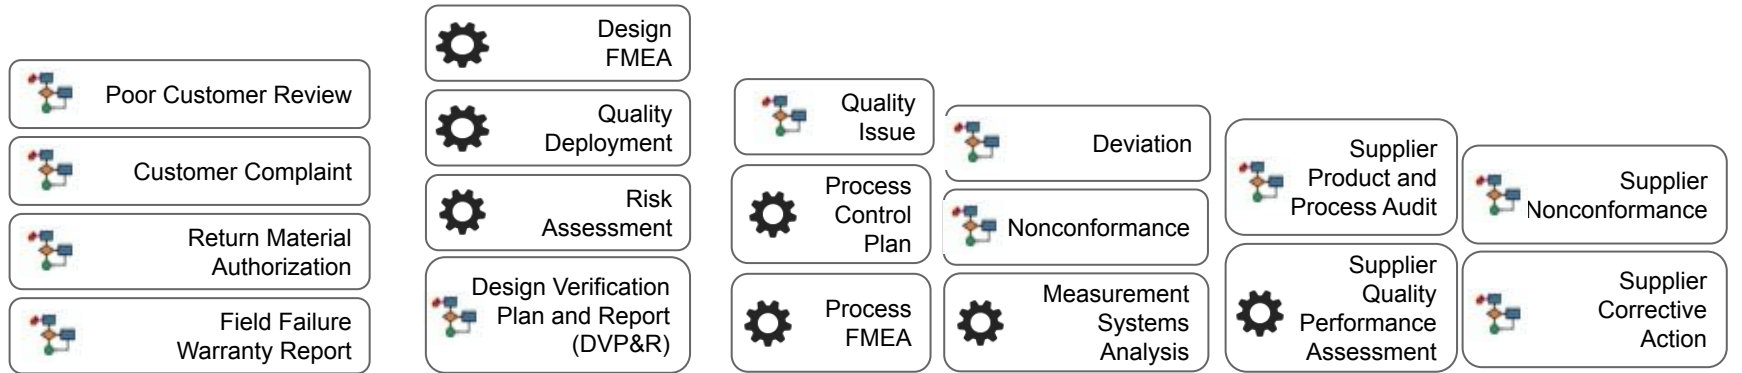 Poor Customer Review
Customer Complaint
Return Material
Authorization
Field Failure
Warranty Report
Design
FMEA
Quality
Deployment
Risk
Assessment
Design Verification
Plan and Report
(DVP&R)
Quality
Issue
Process
Control
Plan
Process
FMEA
Deviation
Nonconformance
Measurement
Systems
Analysis
Supplier
Product and
Process Audit
Supplier
Quality
Performance
Assessment
Supplier
Nonconformance
Supplier
Corrective
Action